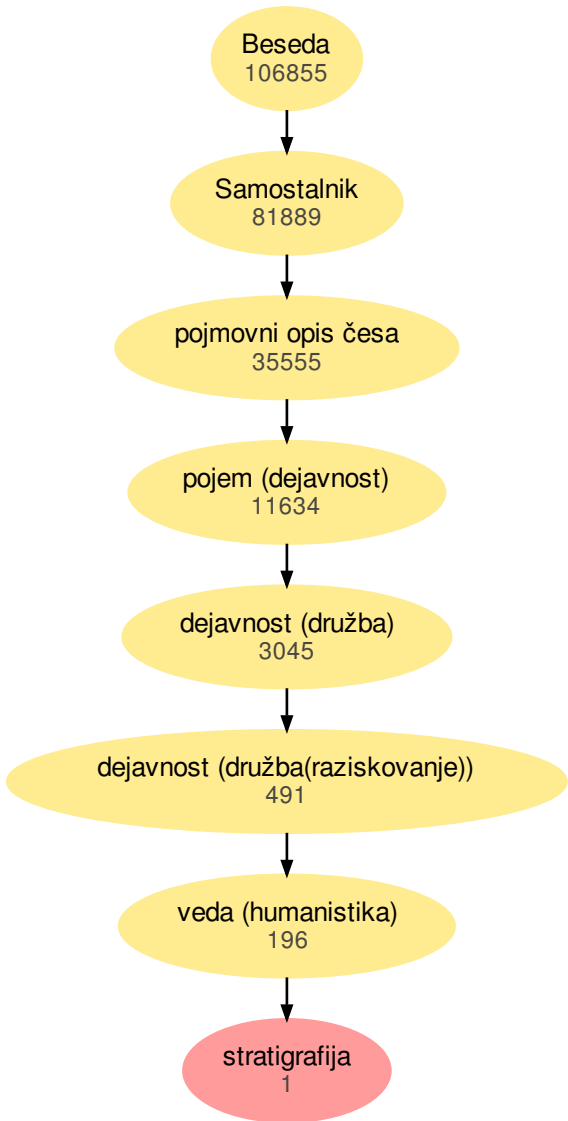 Beseda
106855
Samostalnik
81889
pojmovni opis česa
35555
pojem (dejavnost)
11634
dejavnost (družba)
3045
dejavnost (družba(raziskovanje))
491
veda (humanistika)
196
stratigrafija
1